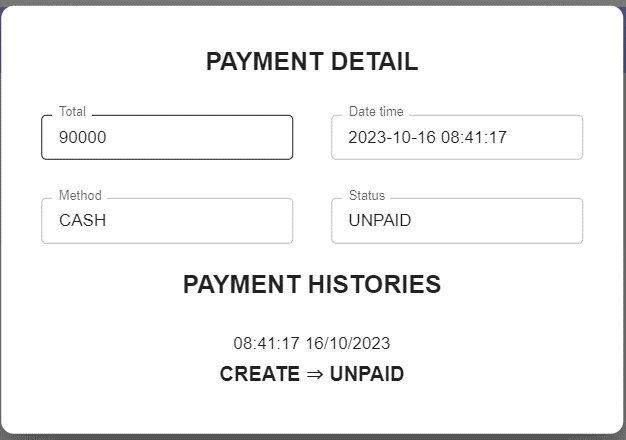 PAYMENT DETAIL
Total
Date time
90000
2023-10-16 08:41:17
Method
Status
CASH
UNPAID
PAYMENT HISTORIES
08:41:17 16/10/2023
CREATE ⇒ UNPAID